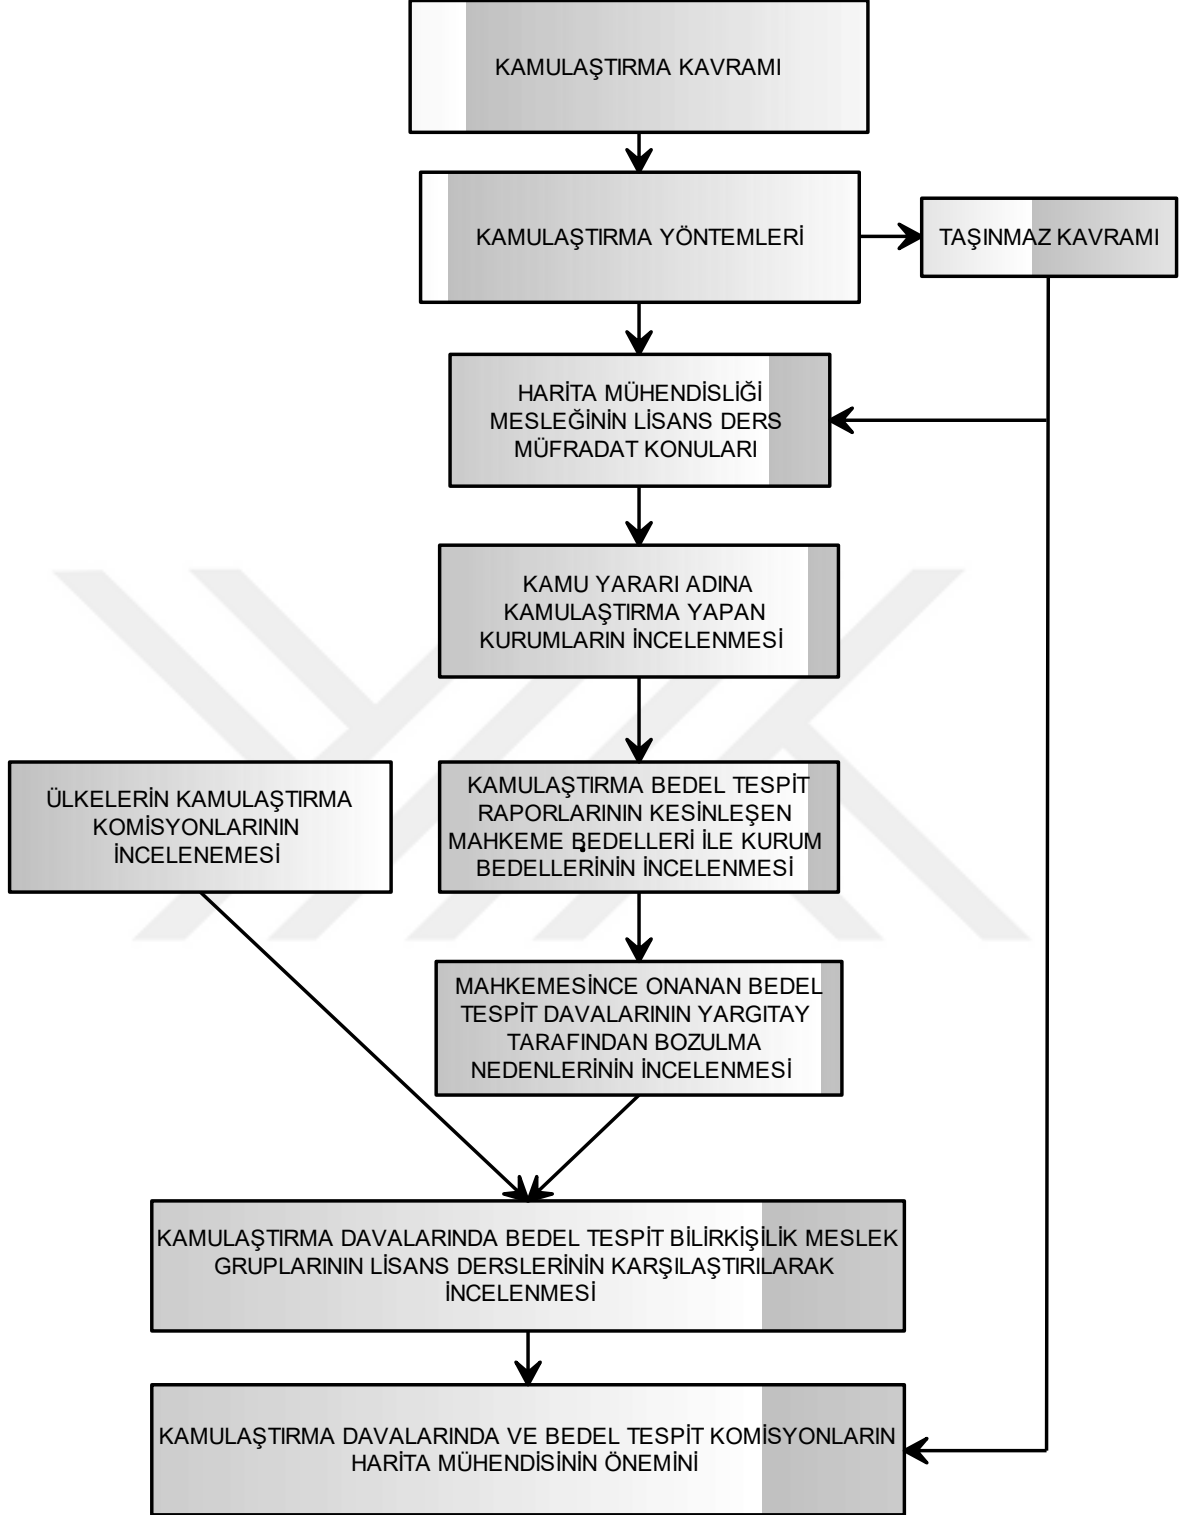 KAMULAŞTIRMA KAVRAMI
KAMULAŞTIRMA YÖNTEMLERİ
TAŞINMAZ KAVRAMI
HARİTA MÜHENDİSLİĞİ
MESLEĞİNİN LİSANS DERS
MÜFRADAT KONULARI
KAMU YARARI ADINA
KAMULAŞTIRMA YAPAN
KURUMLARIN İNCELENMESİ
ÜLKELERİN KAMULAŞTIRMA
KOMİSYONLARININ
İNCELENEMESİ
KAMULAŞTIRMA BEDEL TESPİT
RAPORLARININ KESİNLEŞEN
MAHKEME BEDELLERİ İLE KURUM
BEDELLERİNİN İNCELENMESİ
MAHKEMESİNCE ONANAN BEDEL
TESPİT DAVALARININ YARGITAY
TARAFINDAN BOZULMA
NEDENLERİNİN İNCELENMESİ
KAMULAŞTIRMA DAVALARINDA BEDEL TESPİT BİLİRKİŞİLİK MESLEK
GRUPLARININ LİSANS DERSLERİNİN KARŞILAŞTIRILARAK
İNCELENMESİ
KAMULAŞTIRMA DAVALARINDA VE BEDEL TESPİT KOMİSYONLARIN
HARİTA MÜHENDİSİNİN ÖNEMİNİ